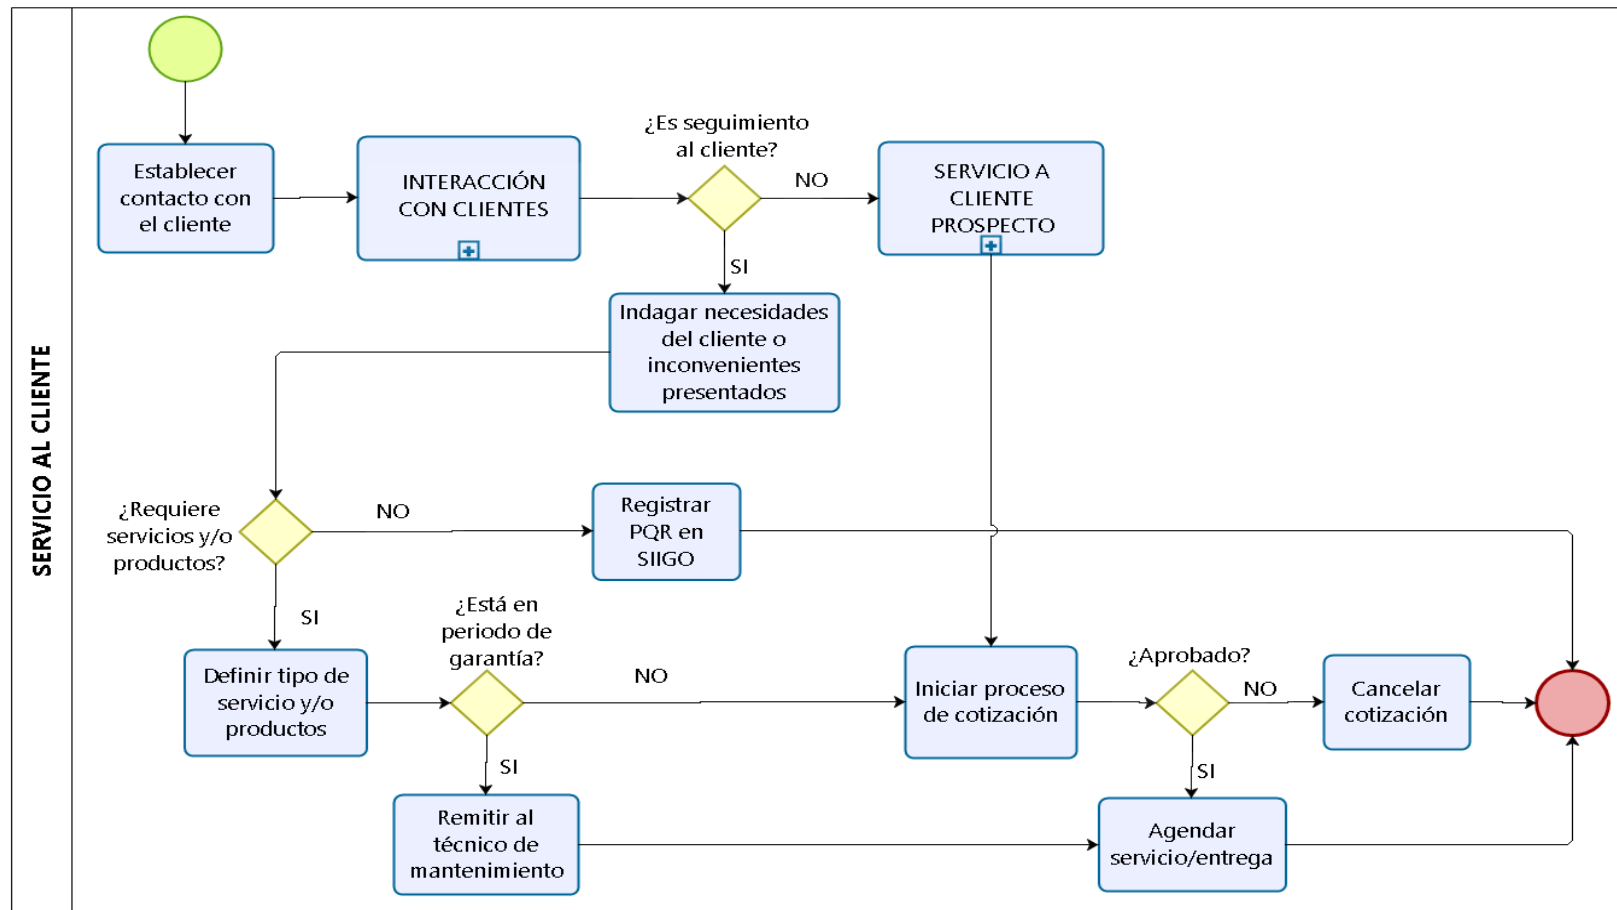 SERVICIO AL CLIENTE
Establecer
contacto con
el cliente
INTERACCIÓN
CON CLIENTES
¿Es seguimiento
al cliente?
NO
SERVICIO A
CLIENTE
PROSPECTO
SI
Indagar necesidades
del cliente o
inconvenientes
presentados
¿Requiere
servicios y/o
productos?
NO
Registrar
PQR en
SIIGO
SI
Definir tipo de
servicio y/o
productos
¿Está en
periodo de
garantía?
NO
Iniciar proceso
de cotización
¿Aprobado?
NO
Cancelar
cotización
SI
Remitir al
técnico de
mantenimiento
SI
Agendar
servicio/entrega